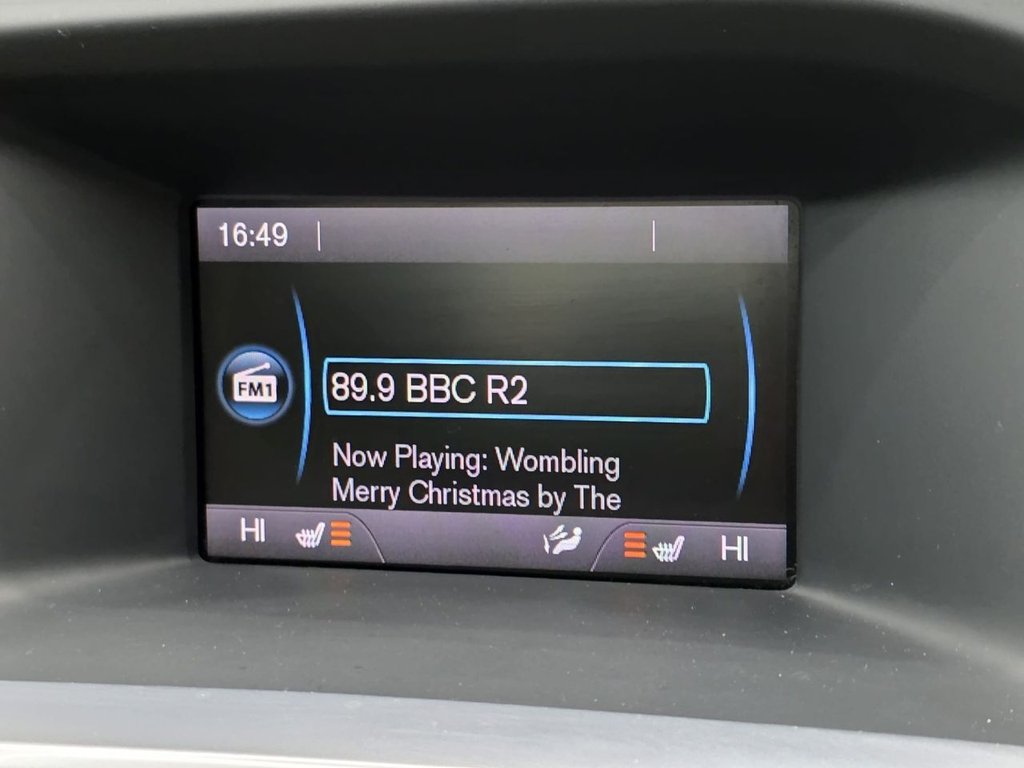 16:49
FM1
89.9 BBC R2
Now Playing: Wombling
Merry Christmas by The
HI HI